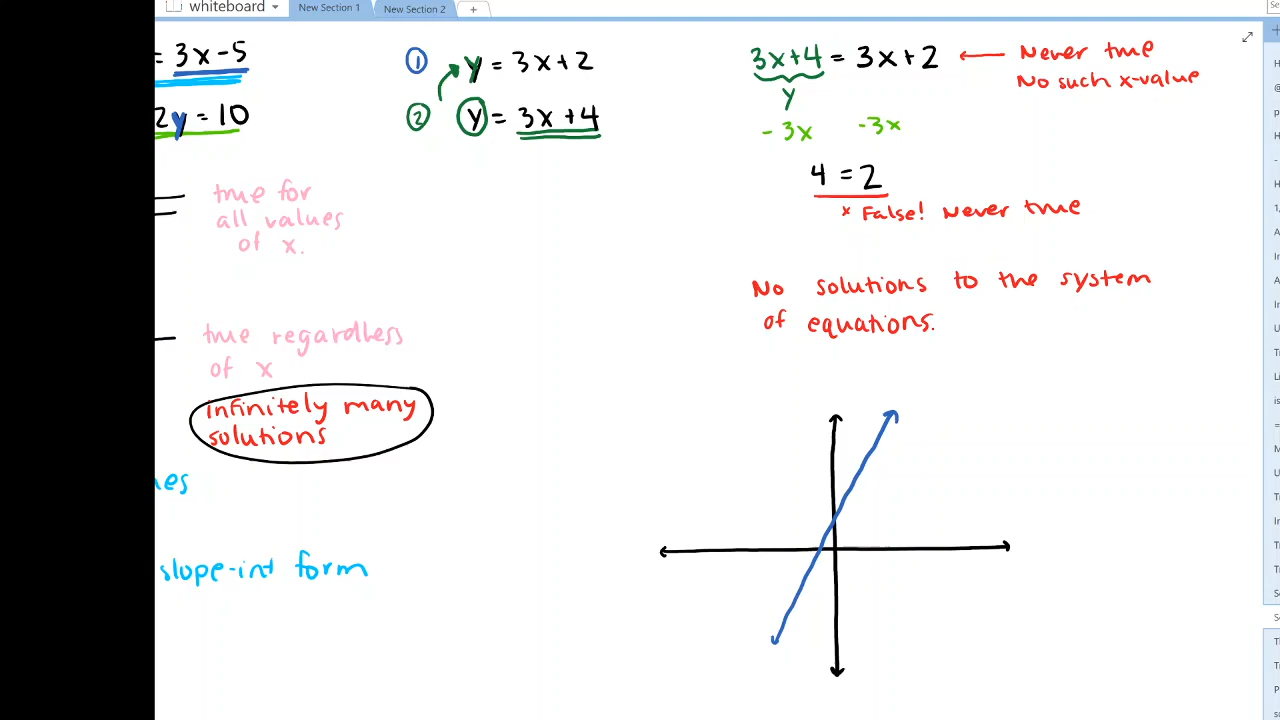 whiteboard
New Section 1
New Section 2
+
= 3x - 5
2y = 10
true for
all values
of x.
true regardless
of x
infinitely many
solutions
slope-int form
① y = 3x + 2
② y = 3x + 4
3x + 4 = 3x + 2
y
Never true
No such x-value
- 3x - 3x
4 = 2
× False! Never true
No solutions to the system
of equations.